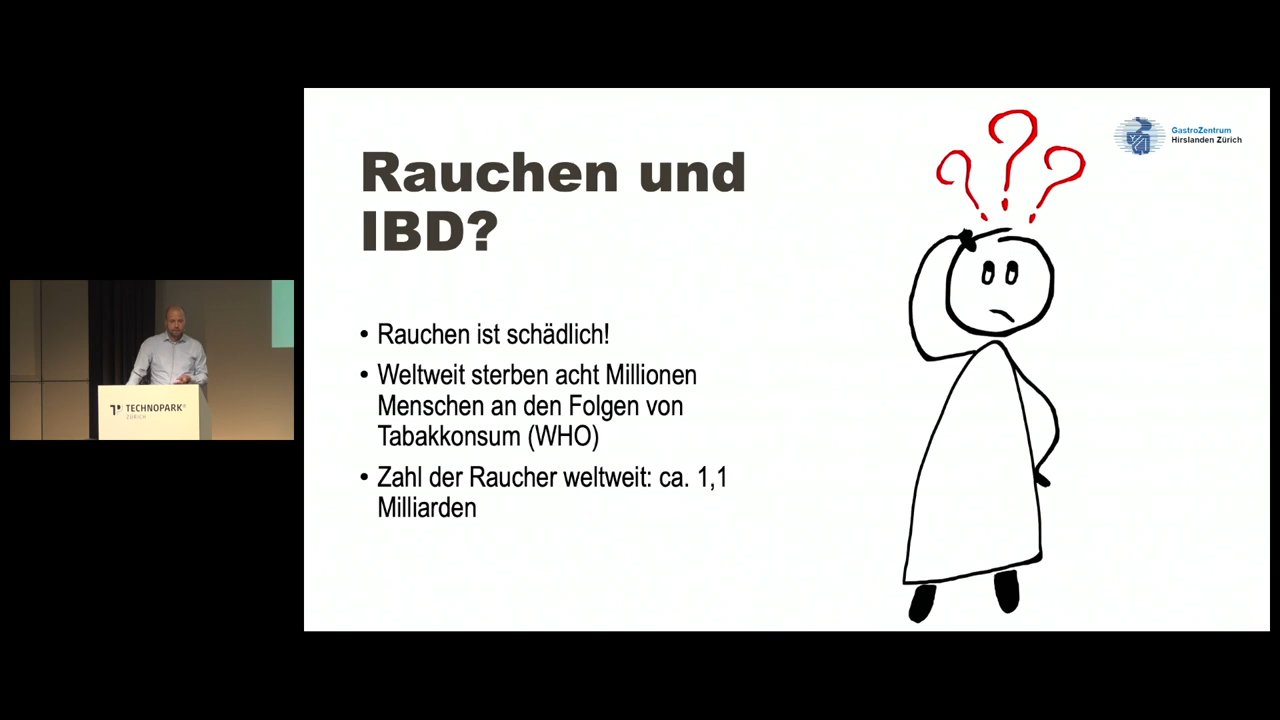 Rauchen und
IBD?
GastroZentrum
Hirslanden Zürich
• Rauchen ist schädlich!
• Weltweit sterben acht Millionen
Menschen an den Folgen von
Tabakkonsum (WHO)
• Zahl der Raucher weltweit: ca. 1,1
Milliarden
TECHNOPARK®
ZÜRICH